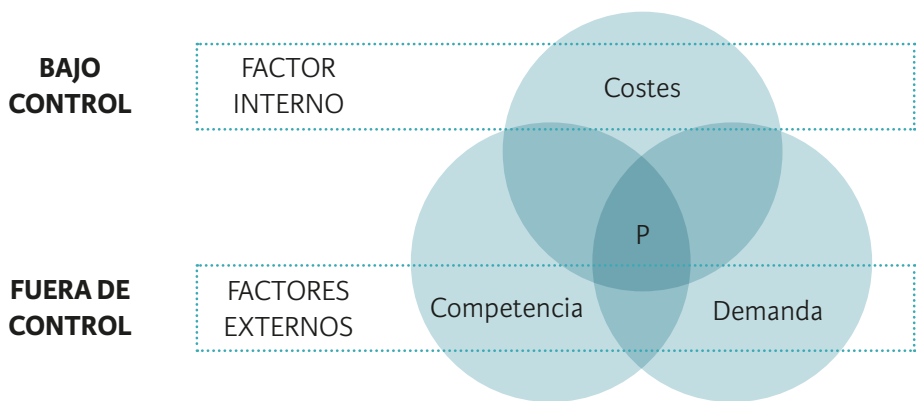 BAJO
CONTROL
FACTOR
INTERNO
Costes
P
FUERA DE
CONTROL
FACTORES
EXTERNOS
Competencia
Demanda